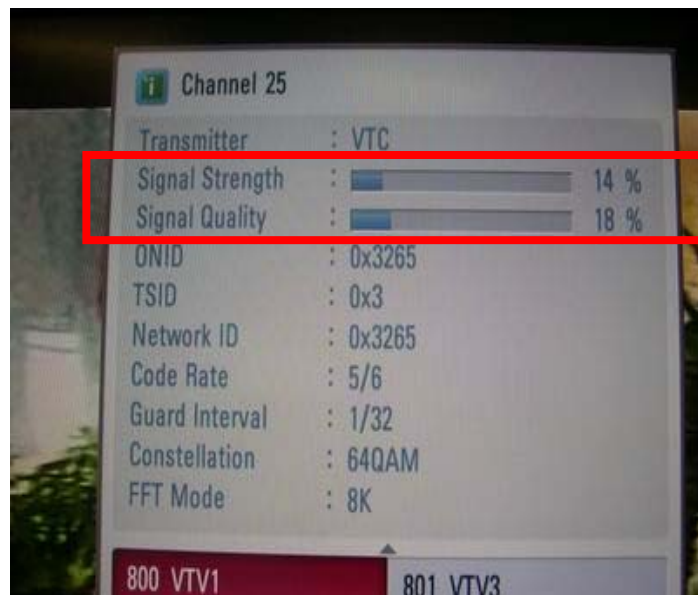 Channel 25
Transmitter : VTC
Signal Strength : 14 %
Signal Quality : 18 %
ONID : 0x3265
TSID : 0x3
Network ID : 0x3265
Code Rate : 5/6
Guard Interval : 1/32
Constellation : 64QAM
FFT Mode : 8K
800 VTV1 801 VTV3